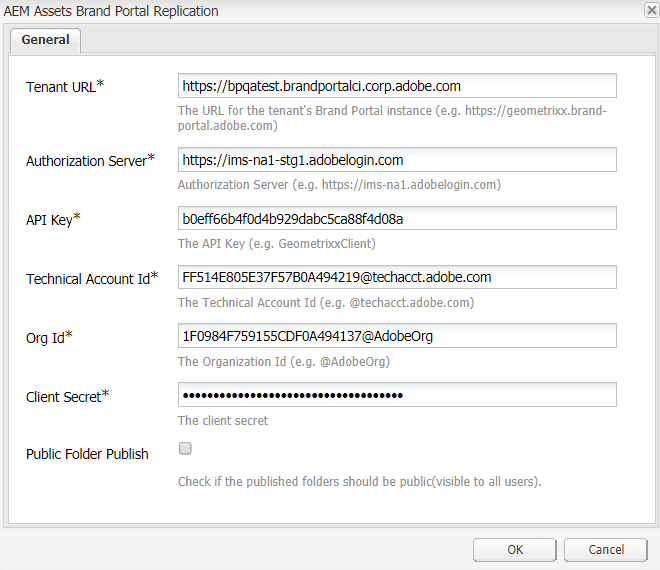 AEM Assets Brand Portal Replication
General
Tenant URL*
https://bpqatest.brandportalci.corp.adobe.com
The URL for the tenant's Brand Portal instance (e.g. https://geometrixx.brand-
portal.adobe.com)
Authorization Server*
https://ims-na1-stg1.adobelogin.com
Authorization Server (e.g. https://ims-na1.adobelogin.com)
API Key*
b0eff66b4f0d4b929dabc5ca88f4d08a
The API Key (e.g. GeometrixxClient)
Technical Account Id*
FF514E805E37F57B0A494219@techacct.adobe.com
The Technical Account Id (e.g. @techacct.adobe.com)
Org Id*
1F0984F759155CDF0A494137@AdobeOrg
The Organization Id (e.g. @AdobeOrg)
Client Secret*
••••••••••••••••••••••••••••••••••••
The client secret
Public Folder Publish
Check if the published folders should be public(visible to all users).
OK
Cancel